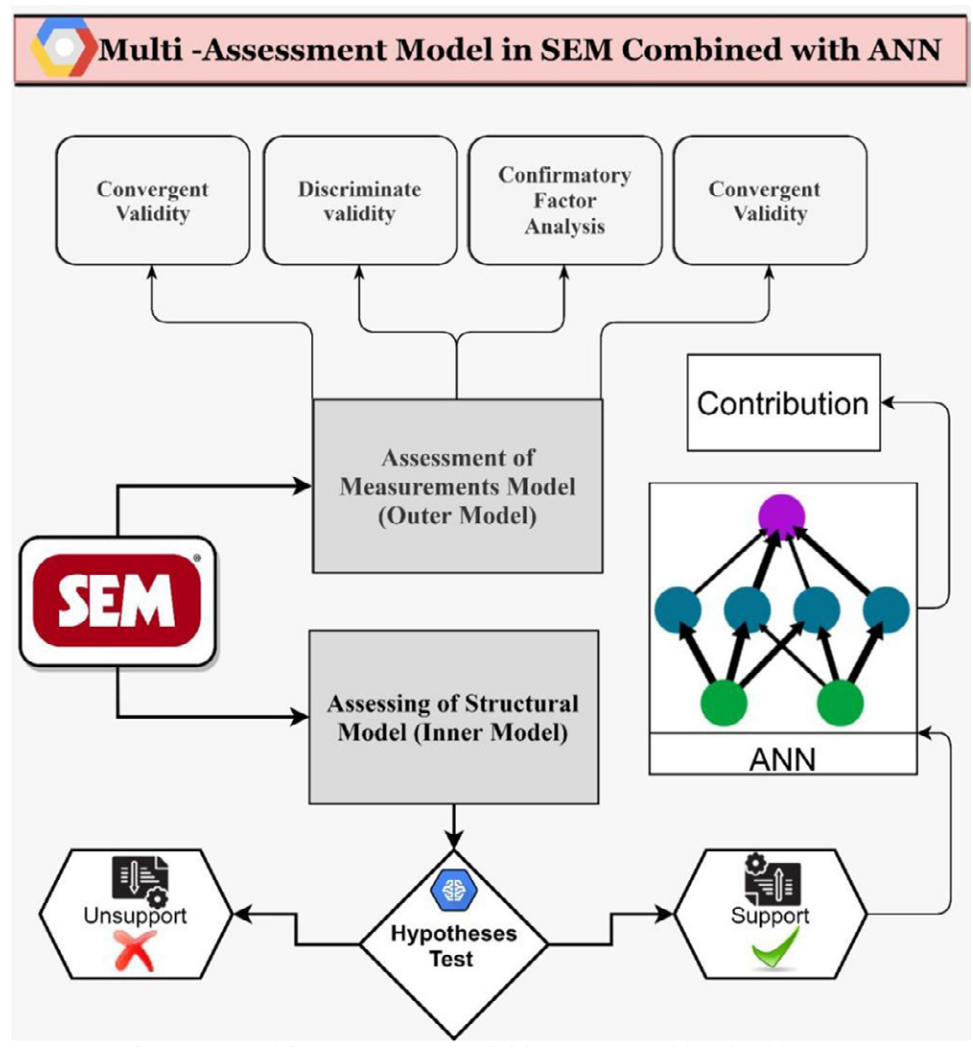 Multi -Assessment Model in SEM Combined with ANN
Convergent
Validity
Discriminate
validity
Confirmatory
Factor
Analysis
Convergent
Validity
Contribution
Assessment of
Measurements Model
(Outer Model)
SEM®
ANN
Assessing of Structural
Model (Inner Model)
Unsupport
Hypotheses
Test
Support